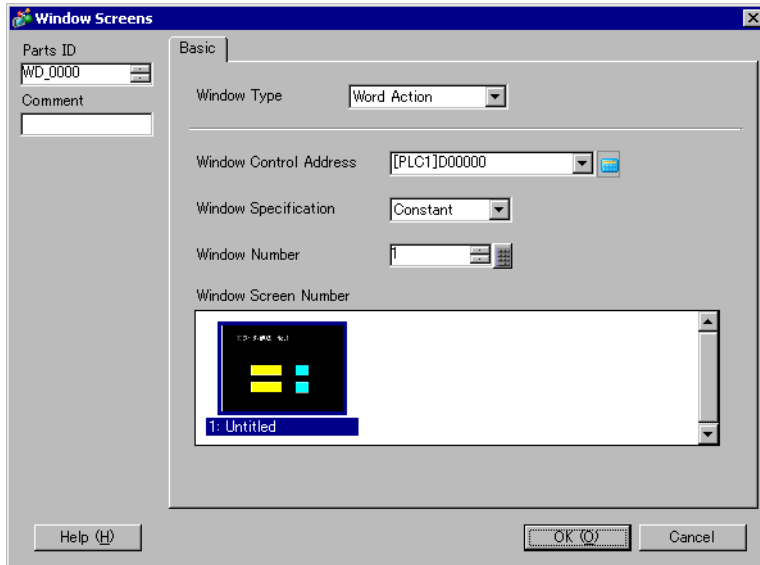 Window Screens
Parts ID
WD_0000
Comment
Basic
Window Type
Word Action
Window Control Address
[PLC1]D00000
Window Specification
Constant
Window Number
1
Window Screen Number
1: Untitled
Help (H)
OK (O)
Cancel